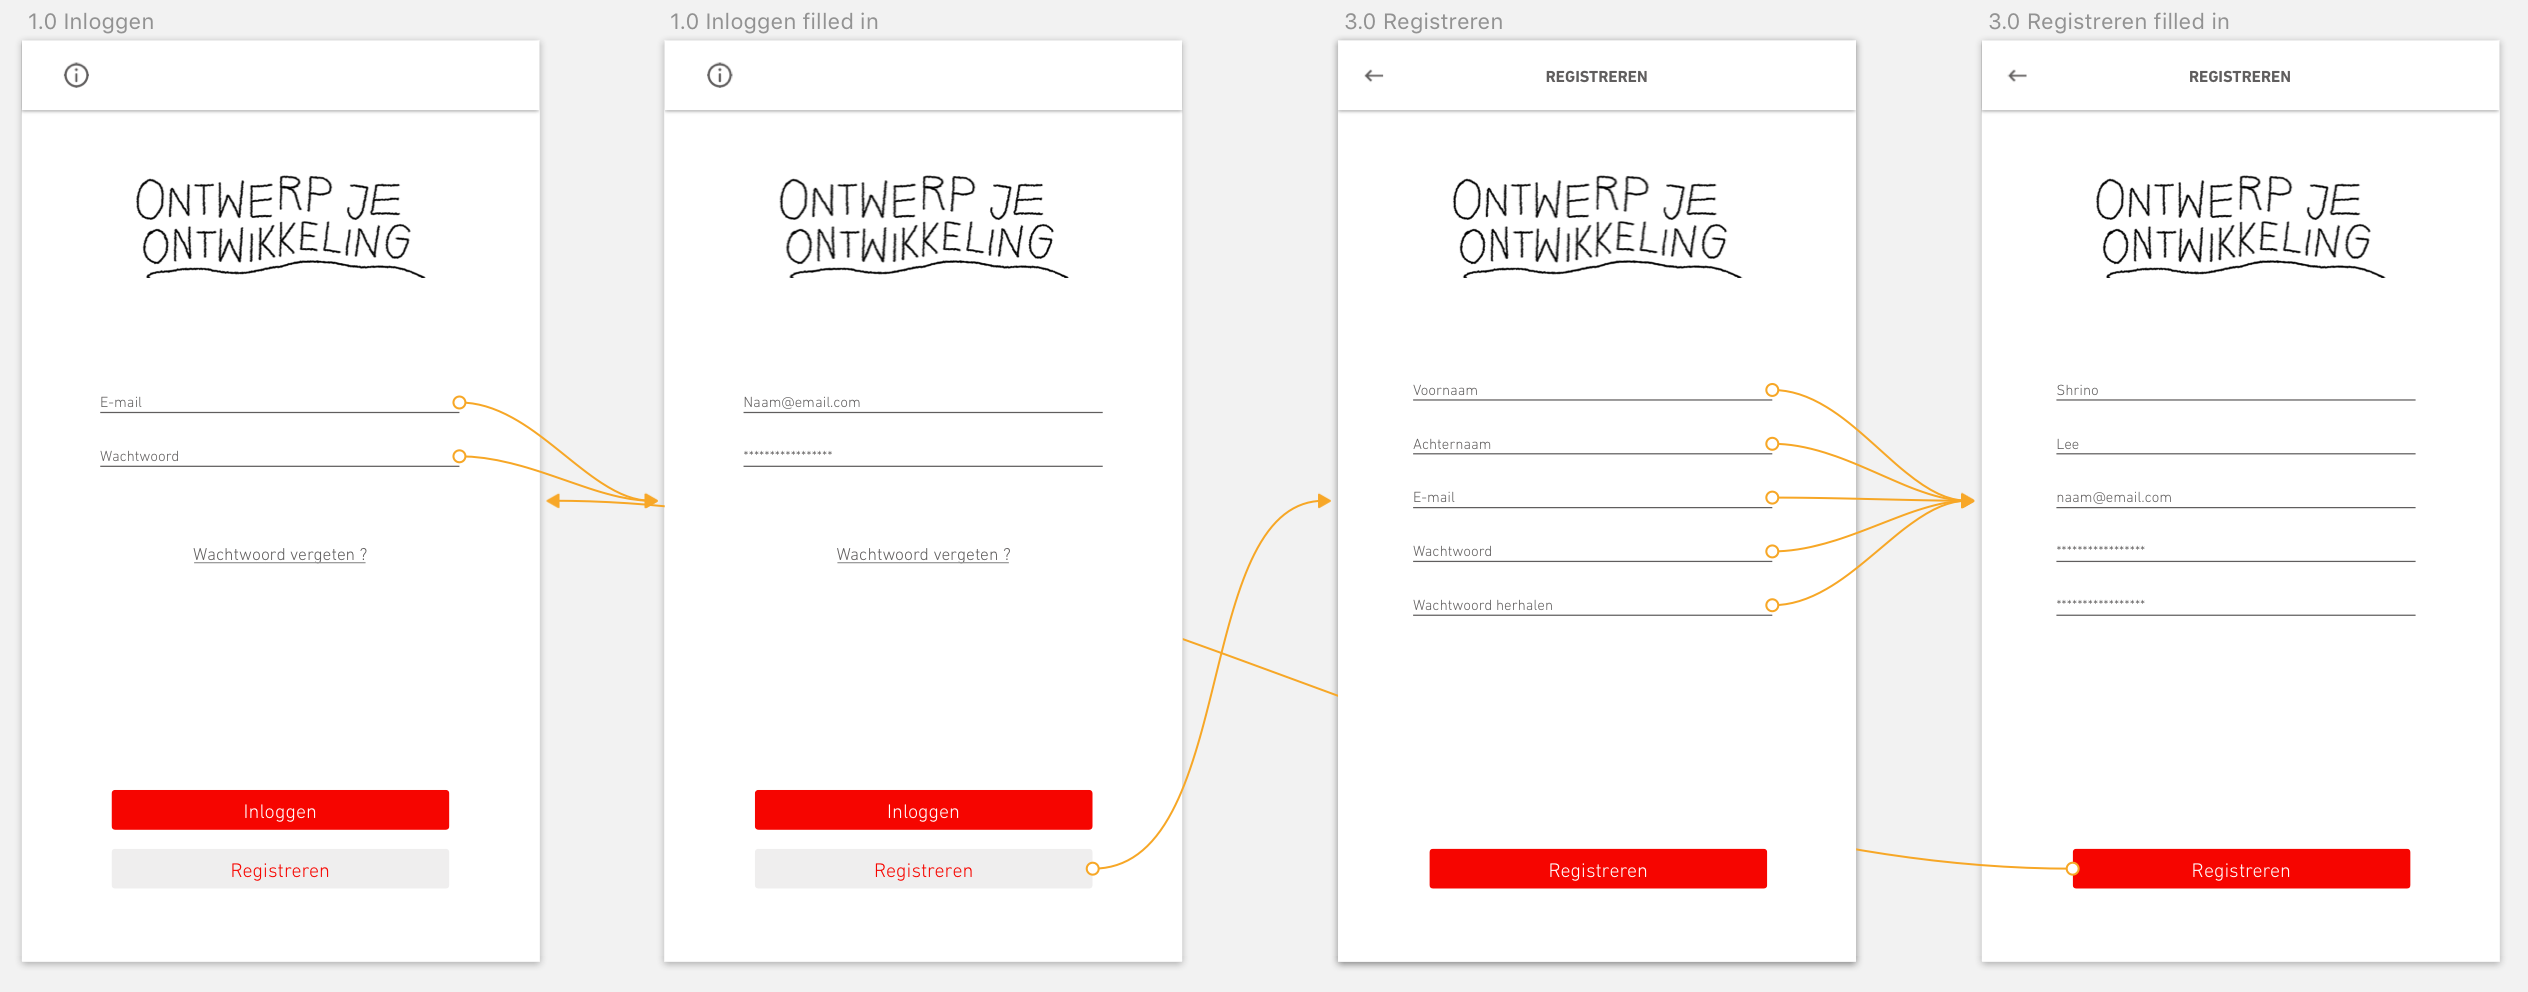 1.0 Inloggen
ONTWERP JE
ONTWIKKELING
E-mail
Wachtwoord
Wachtwoord vergeten ?
Inloggen
Registreren
1.0 Inloggen filled in
ONTWERP JE
ONTWIKKELING
Naam@email.com
*****************
Wachtwoord vergeten ?
Inloggen
Registreren
3.0 Registreren
REGISTREREN
ONTWERP JE
ONTWIKKELING
Voornaam
Achternaam
E-mail
Wachtwoord
Wachtwoord herhalen
Registreren
3.0 Registreren filled in
REGISTREREN
ONTWERP JE
ONTWIKKELING
Shrino
Lee
naam@email.com
*****************
*****************
Registreren